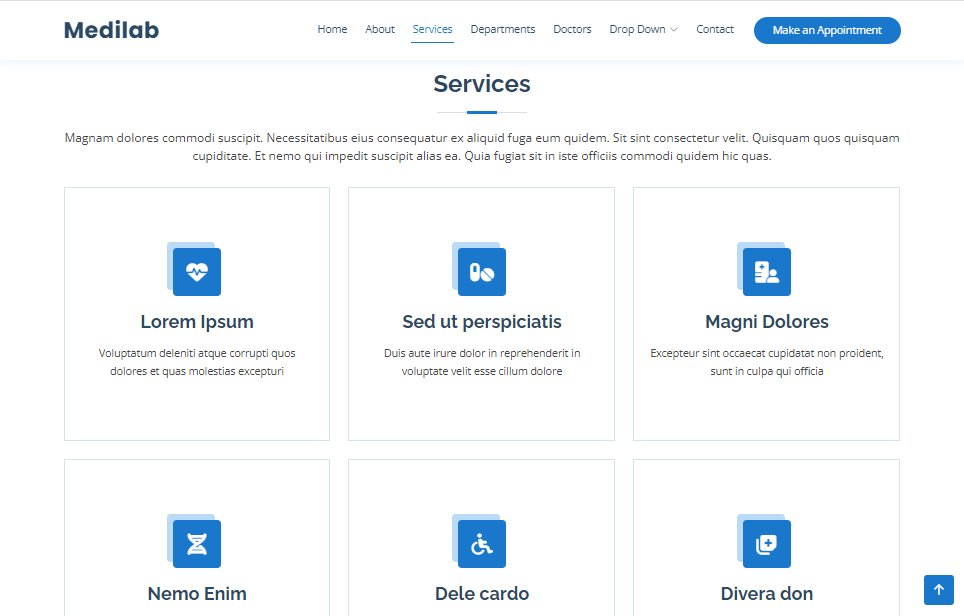 Medilab
Home About Services Departments Doctors Drop Down Contact Make an Appointment
Services
Magnam dolores commodi suscipit. Necessitatibus eius consequatur ex aliquid fuga eum quidem. Sit sint consectetur velit. Quisquam quos quisquam
cupiditate. Et nemo qui impedit suscipit alias ea. Quia fugiat sit in iste officiis commodi quidem hic quas.
Lorem Ipsum
Voluptatum deleniti atque corrupti quos
dolores et quas molestias excepturi
Sed ut perspiciatis
Duis aute irure dolor in reprehenderit in
voluptate velit esse cillum dolore
Magni Dolores
Excepteur sint occaecat cupidatat non proident,
sunt in culpa qui officia
Nemo Enim
Dele cardo
Divera don